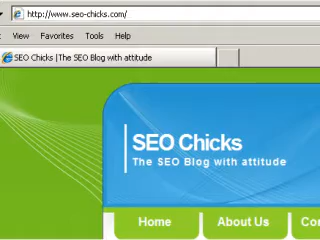 http://www.seo-chicks.com/
View Favorites Tools Help
SEO Chicks |The SEO Blog with attitude
SEO Chicks
The SEO Blog with attitude
Home About Us